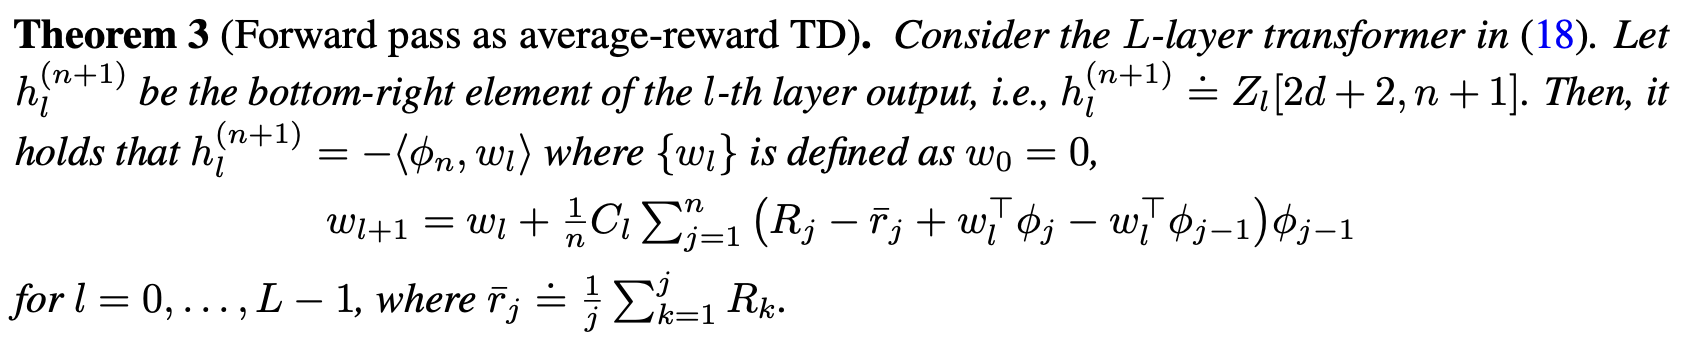 Theorem 3 (Forward pass as average-reward TD). Consider the L-layer transformer in (18). Let
h_l^{(n+1)} be the bottom-right element of the l-th layer output, i.e., h_l^{(n+1)} ≐ Z_l[2d + 2, n + 1]. Then, it
holds that h_l^{(n+1)} = −⟨ϕ_n, w_l⟩ where {w_l} is defined as w_0 = 0,
w_{l+1} = w_l + \frac{1}{n} C_l ∑_{j=1}^{n} (R_j − \bar{r}_j + w_l^⊤ ϕ_j − w_l^⊤ ϕ_{j−1}) ϕ_{j−1}
for l = 0, . . . , L − 1, where \bar{r}_j ≐ \frac{1}{j} ∑_{k=1}^{j} R_k.